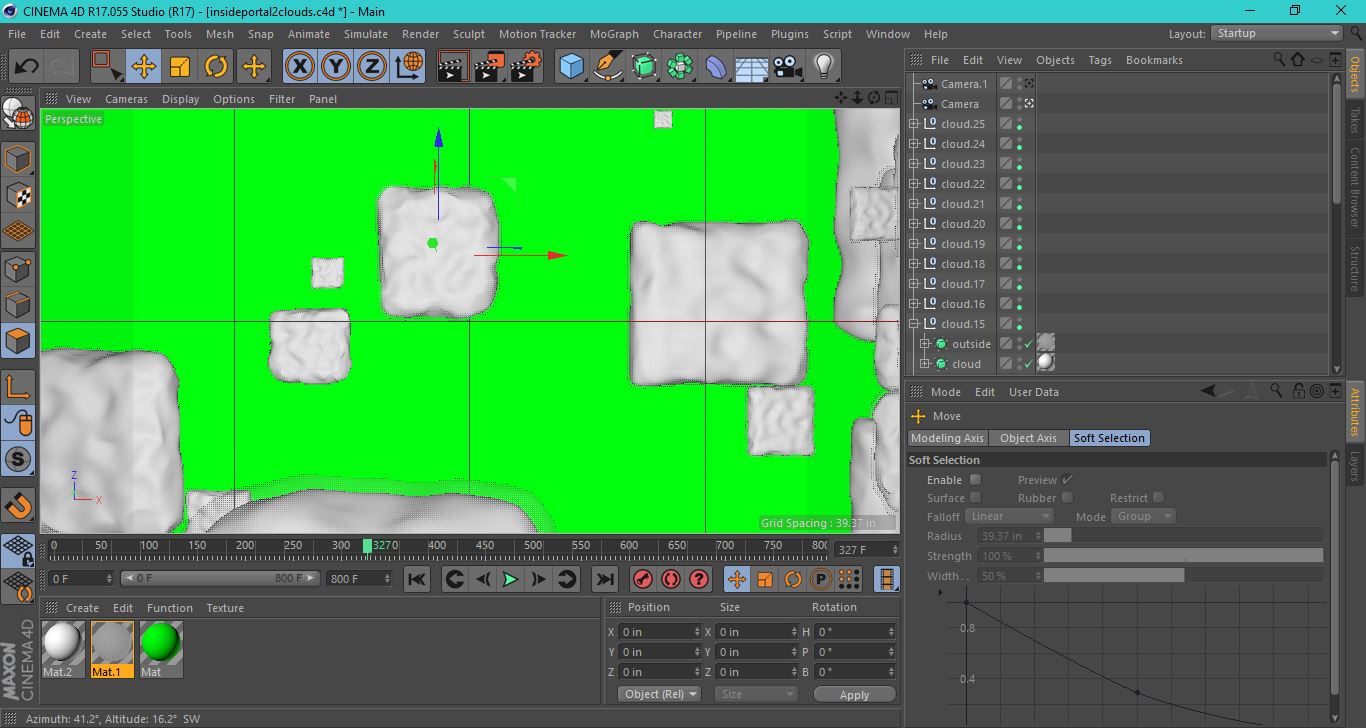 CINEMA 4D R17.055 Studio (R17) - [insideportal2clouds.c4d *] - Main
File Edit Create Select Tools Mesh Snap Animate Simulate Render Sculpt Motion Tracker MoGraph Character Pipeline Plugins Script Window Help Layout: Startup
X Y Z
File Edit View Objects Tags Bookmarks
View Cameras Display Options Filter Panel
Perspective
Camera.1
Camera
cloud.25
cloud.24
cloud.23
cloud.22
cloud.21
cloud.20
cloud.19
cloud.18
cloud.17
cloud.16
cloud.15
outside
cloud
Objects
Takes
Content Browser
Structure
Mode Edit User Data
Move
Modeling Axis Object Axis Soft Selection
Soft Selection
Enable Preview
Surface Rubber Restrict
Falloff Linear Mode Group
Radius 39.37 in
Strength 100 %
Width . . 50 %
0.8
0.4
Attributes
Layers
S
Z
X
Grid Spacing : 39.37 in
0 50 100 150 200 250 300 3270 400 450 500 550 600 650 700 750 800 327 F
0 F 0 F 800 F 800 F
P
Create Edit Function Texture
Mat.2 Mat.1 Mat
Position Size Rotation
X 0 in X 0 in H 0 °
Y 0 in Y 0 in P 0 °
Z 0 in Z 0 in B 0 °
Object (Rel) Size Apply
MAXON
CINEMA 4D
Azimuth: 41.2°, Altitude: 16.2° SW